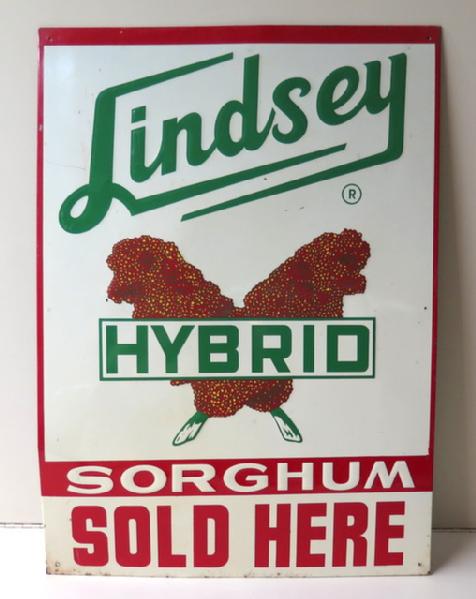 Lindsey
®
HYBRID
SORGHUM
SOLD HERE